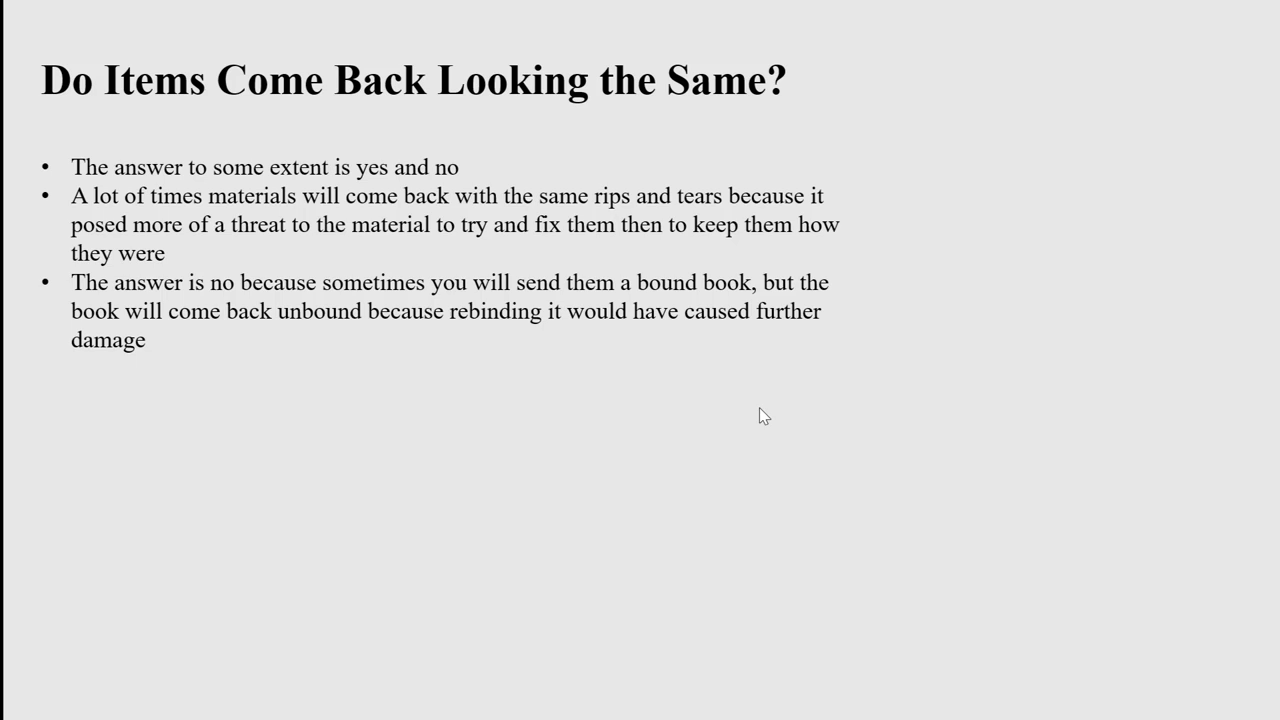 Do Items Come Back Looking the Same?
• The answer to some extent is yes and no
• A lot of times materials will come back with the same rips and tears because it
posed more of a threat to the material to try and fix them then to keep them how
they were
• The answer is no because sometimes you will send them a bound book, but the
book will come back unbound because rebinding it would have caused further
damage